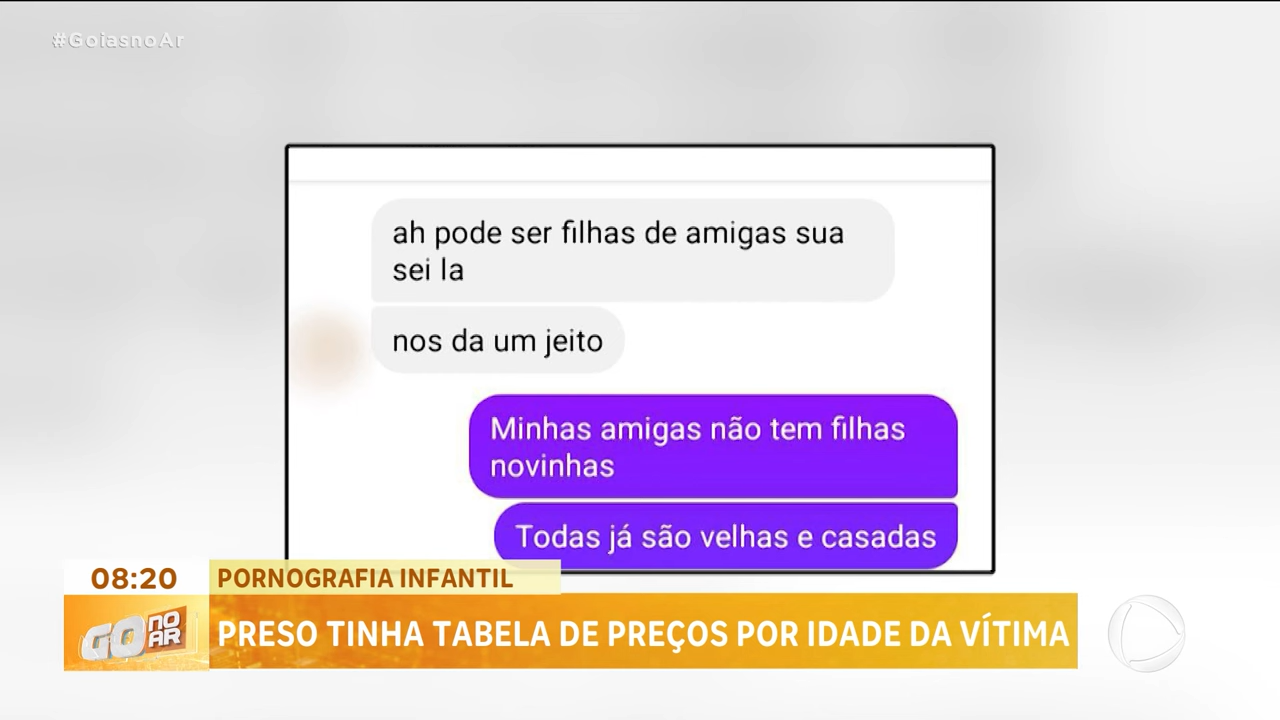 #GoiasnoAr
ah pode ser filhas de amigas sua
sei la
nos da um jeito
Minhas amigas não tem filhas
novinhas
Todas já são velhas e casadas
08:20
PORNOGRAFIA INFANTIL
GO NO AR
PRESO TINHA TABELA DE PREÇOS POR IDADE DA VÍTIMA